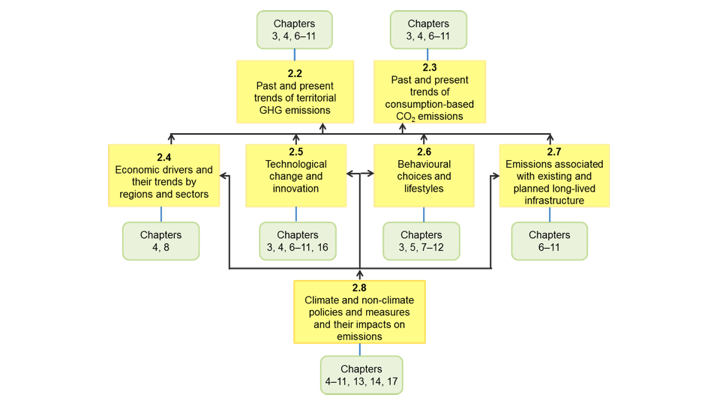 Chapters
3, 4, 6–11
Chapters
3, 4, 6–11
2.2
Past and present
trends of territorial
GHG emissions
2.3
Past and present
trends of
consumption-based
CO₂ emissions
2.4
Economic drivers and
their trends by
regions and sectors
2.5
Technological
change and
innovation
2.6
Behavioural
choices and
lifestyles
2.7
Emissions associated
with existing and
planned long-lived
infrastructure
Chapters
4, 8
Chapters
3, 4, 6–11, 16
Chapters
3, 5, 7–12
Chapters
6–11
2.8
Climate and non-climate
policies and measures
and their impacts on
emissions
Chapters
4–11, 13, 14, 17